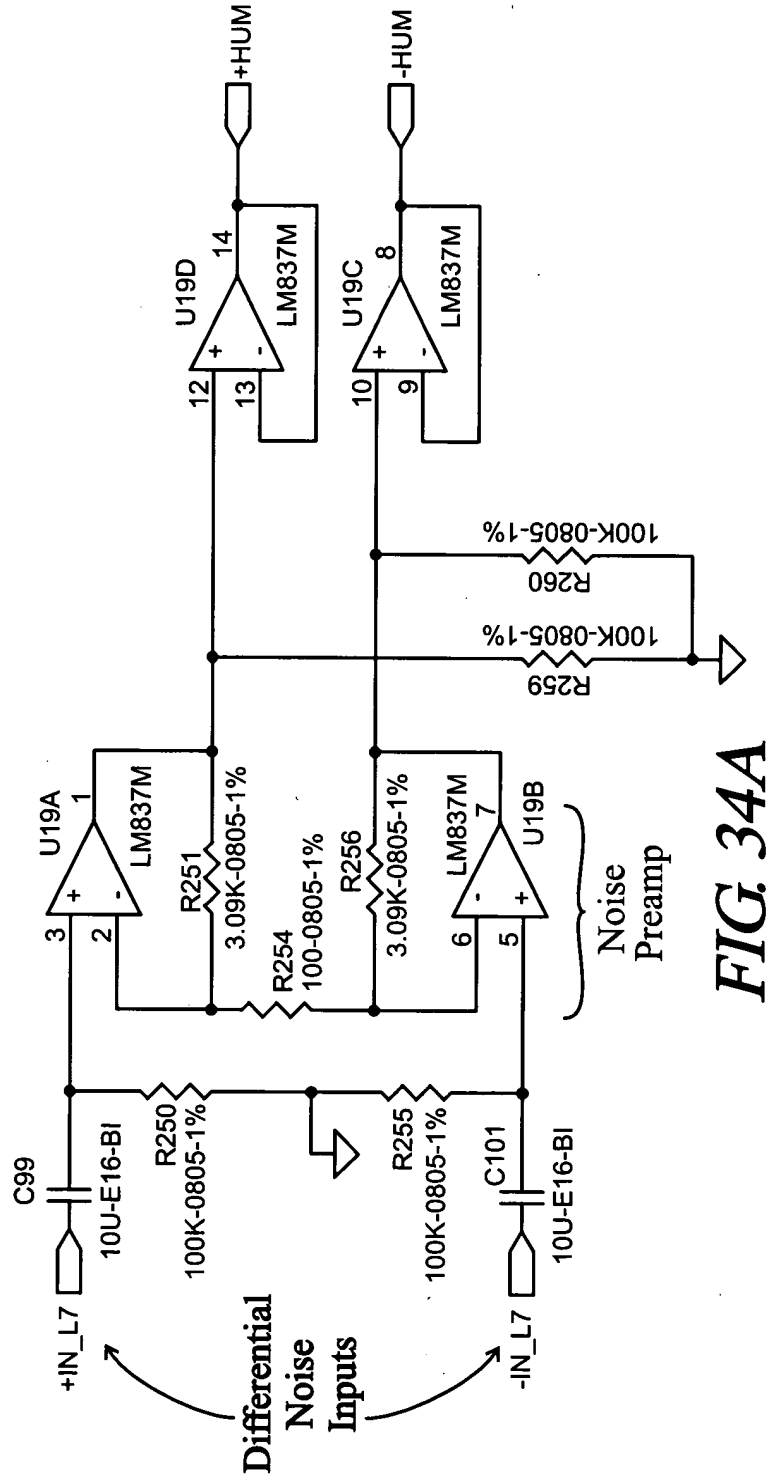 +IN_L7
C99
10U-E16-BI
R250
100K-0805-1%
Differential
Noise
Inputs
R255
100K-0805-1%
C101
10U-E16-BI
-IN_L7
3
+
2
-
U19A
1
LM837M
R251
3.09K-0805-1%
R254
100-0805-1%
R256
3.09K-0805-1%
6
-
5
+
LM837M
7
U19B
Noise
Preamp
R259
100K-0805-1%
R260
100K-0805-1%
12
+
13
-
U19D
14
LM837M
+HUM
10
+
9
-
U19C
8
LM837M
-HUM
FIG. 34A